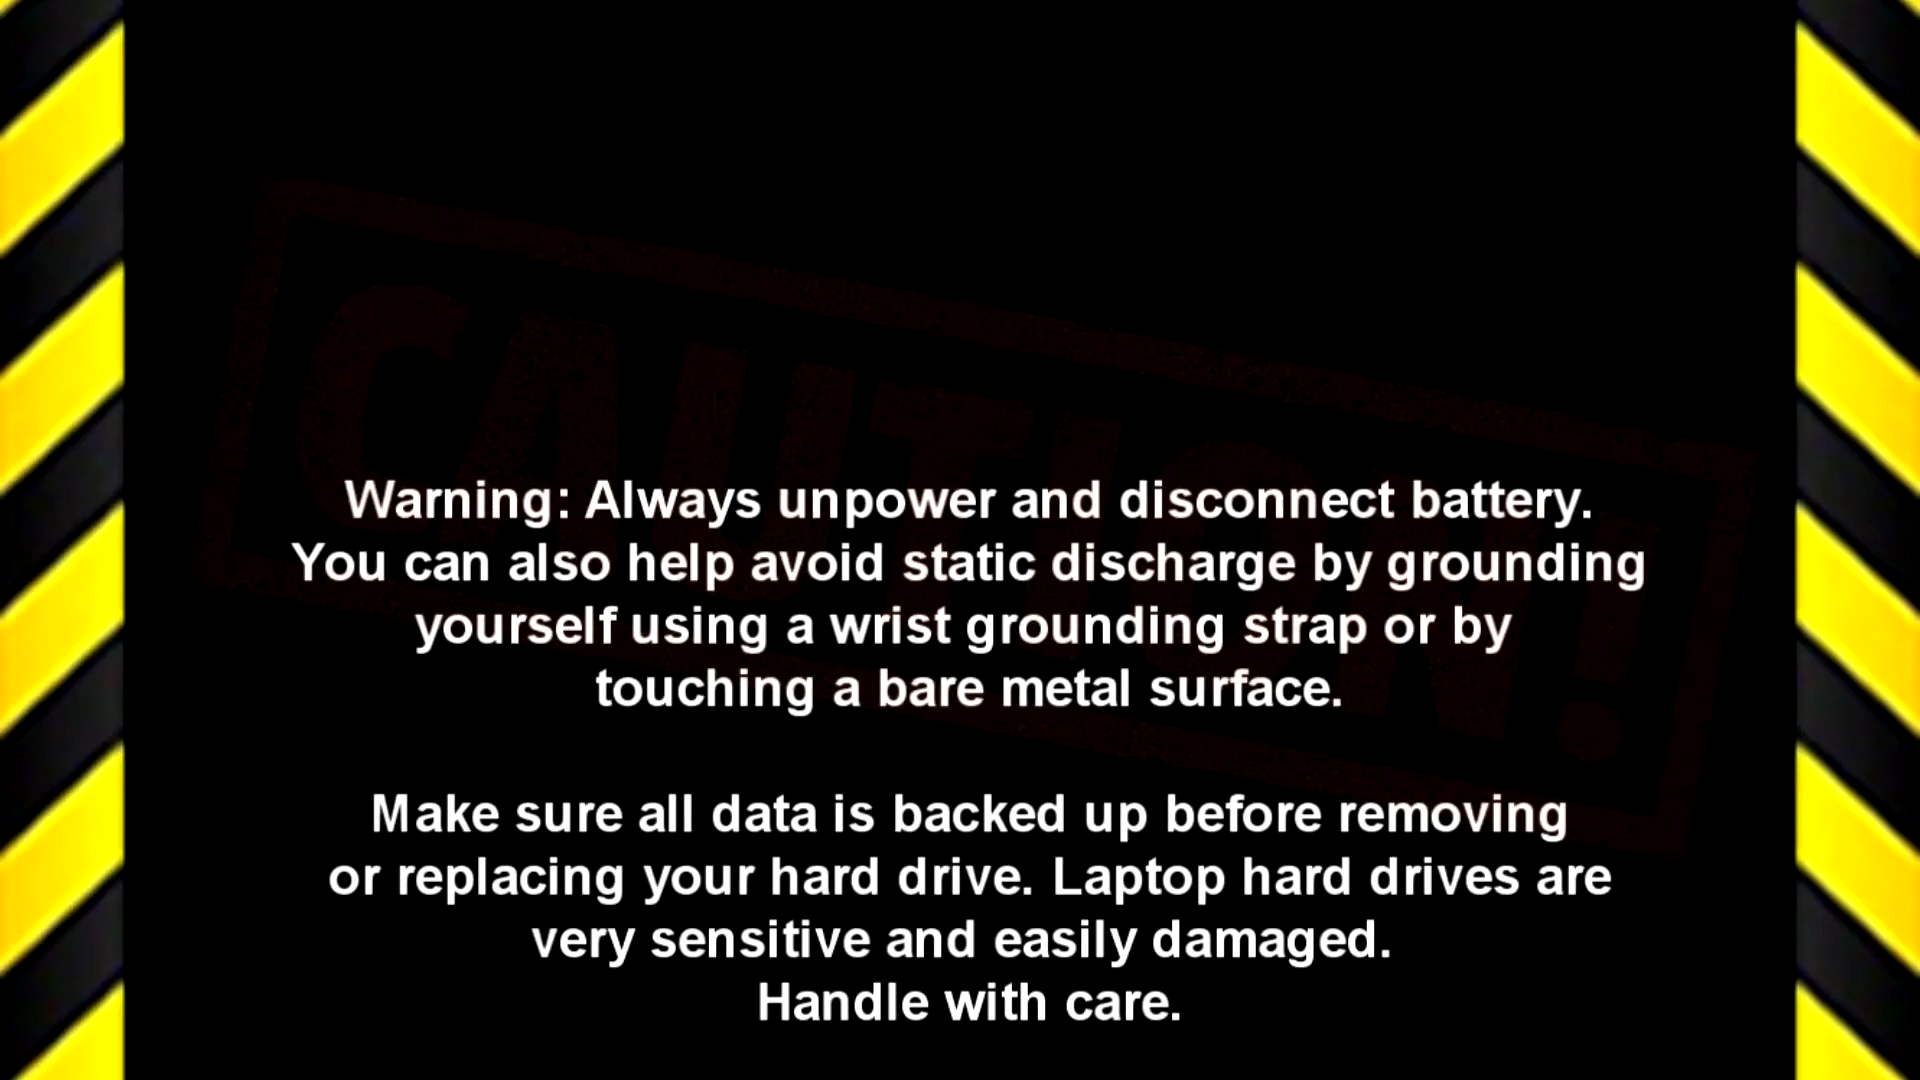 CAUTION!
Warning: Always unpower and disconnect battery.
You can also help avoid static discharge by grounding
yourself using a wrist grounding strap or by
touching a bare metal surface.
Make sure all data is backed up before removing
or replacing your hard drive. Laptop hard drives are
very sensitive and easily damaged.
Handle with care.